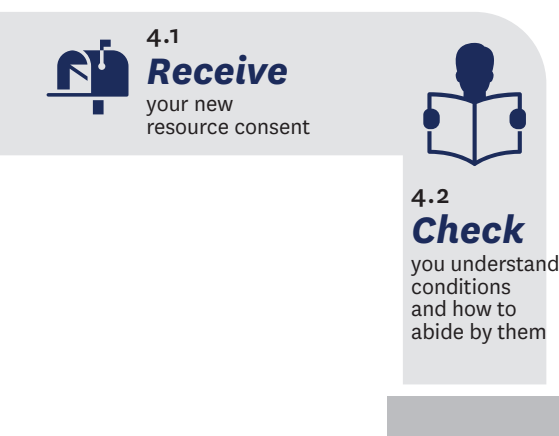 4.1
Receive
your new
resource consent
4.2
Check
you understand
conditions
and how to
abide by them